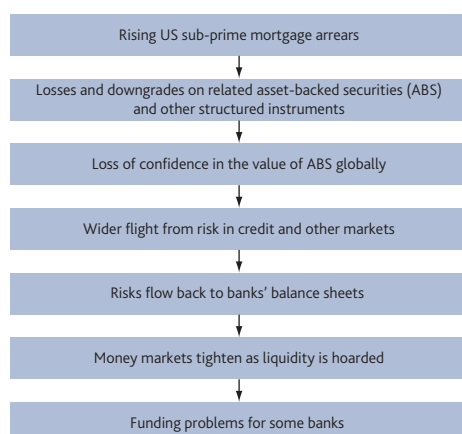 Rising US sub-prime mortgage arrears
Losses and downgrades on related asset-backed securities (ABS)
and other structured instruments
Loss of confidence in the value of ABS globally
Wider flight from risk in credit and other markets
Risks flow back to banks’ balance sheets
Money markets tighten as liquidity is hoarded
Funding problems for some banks